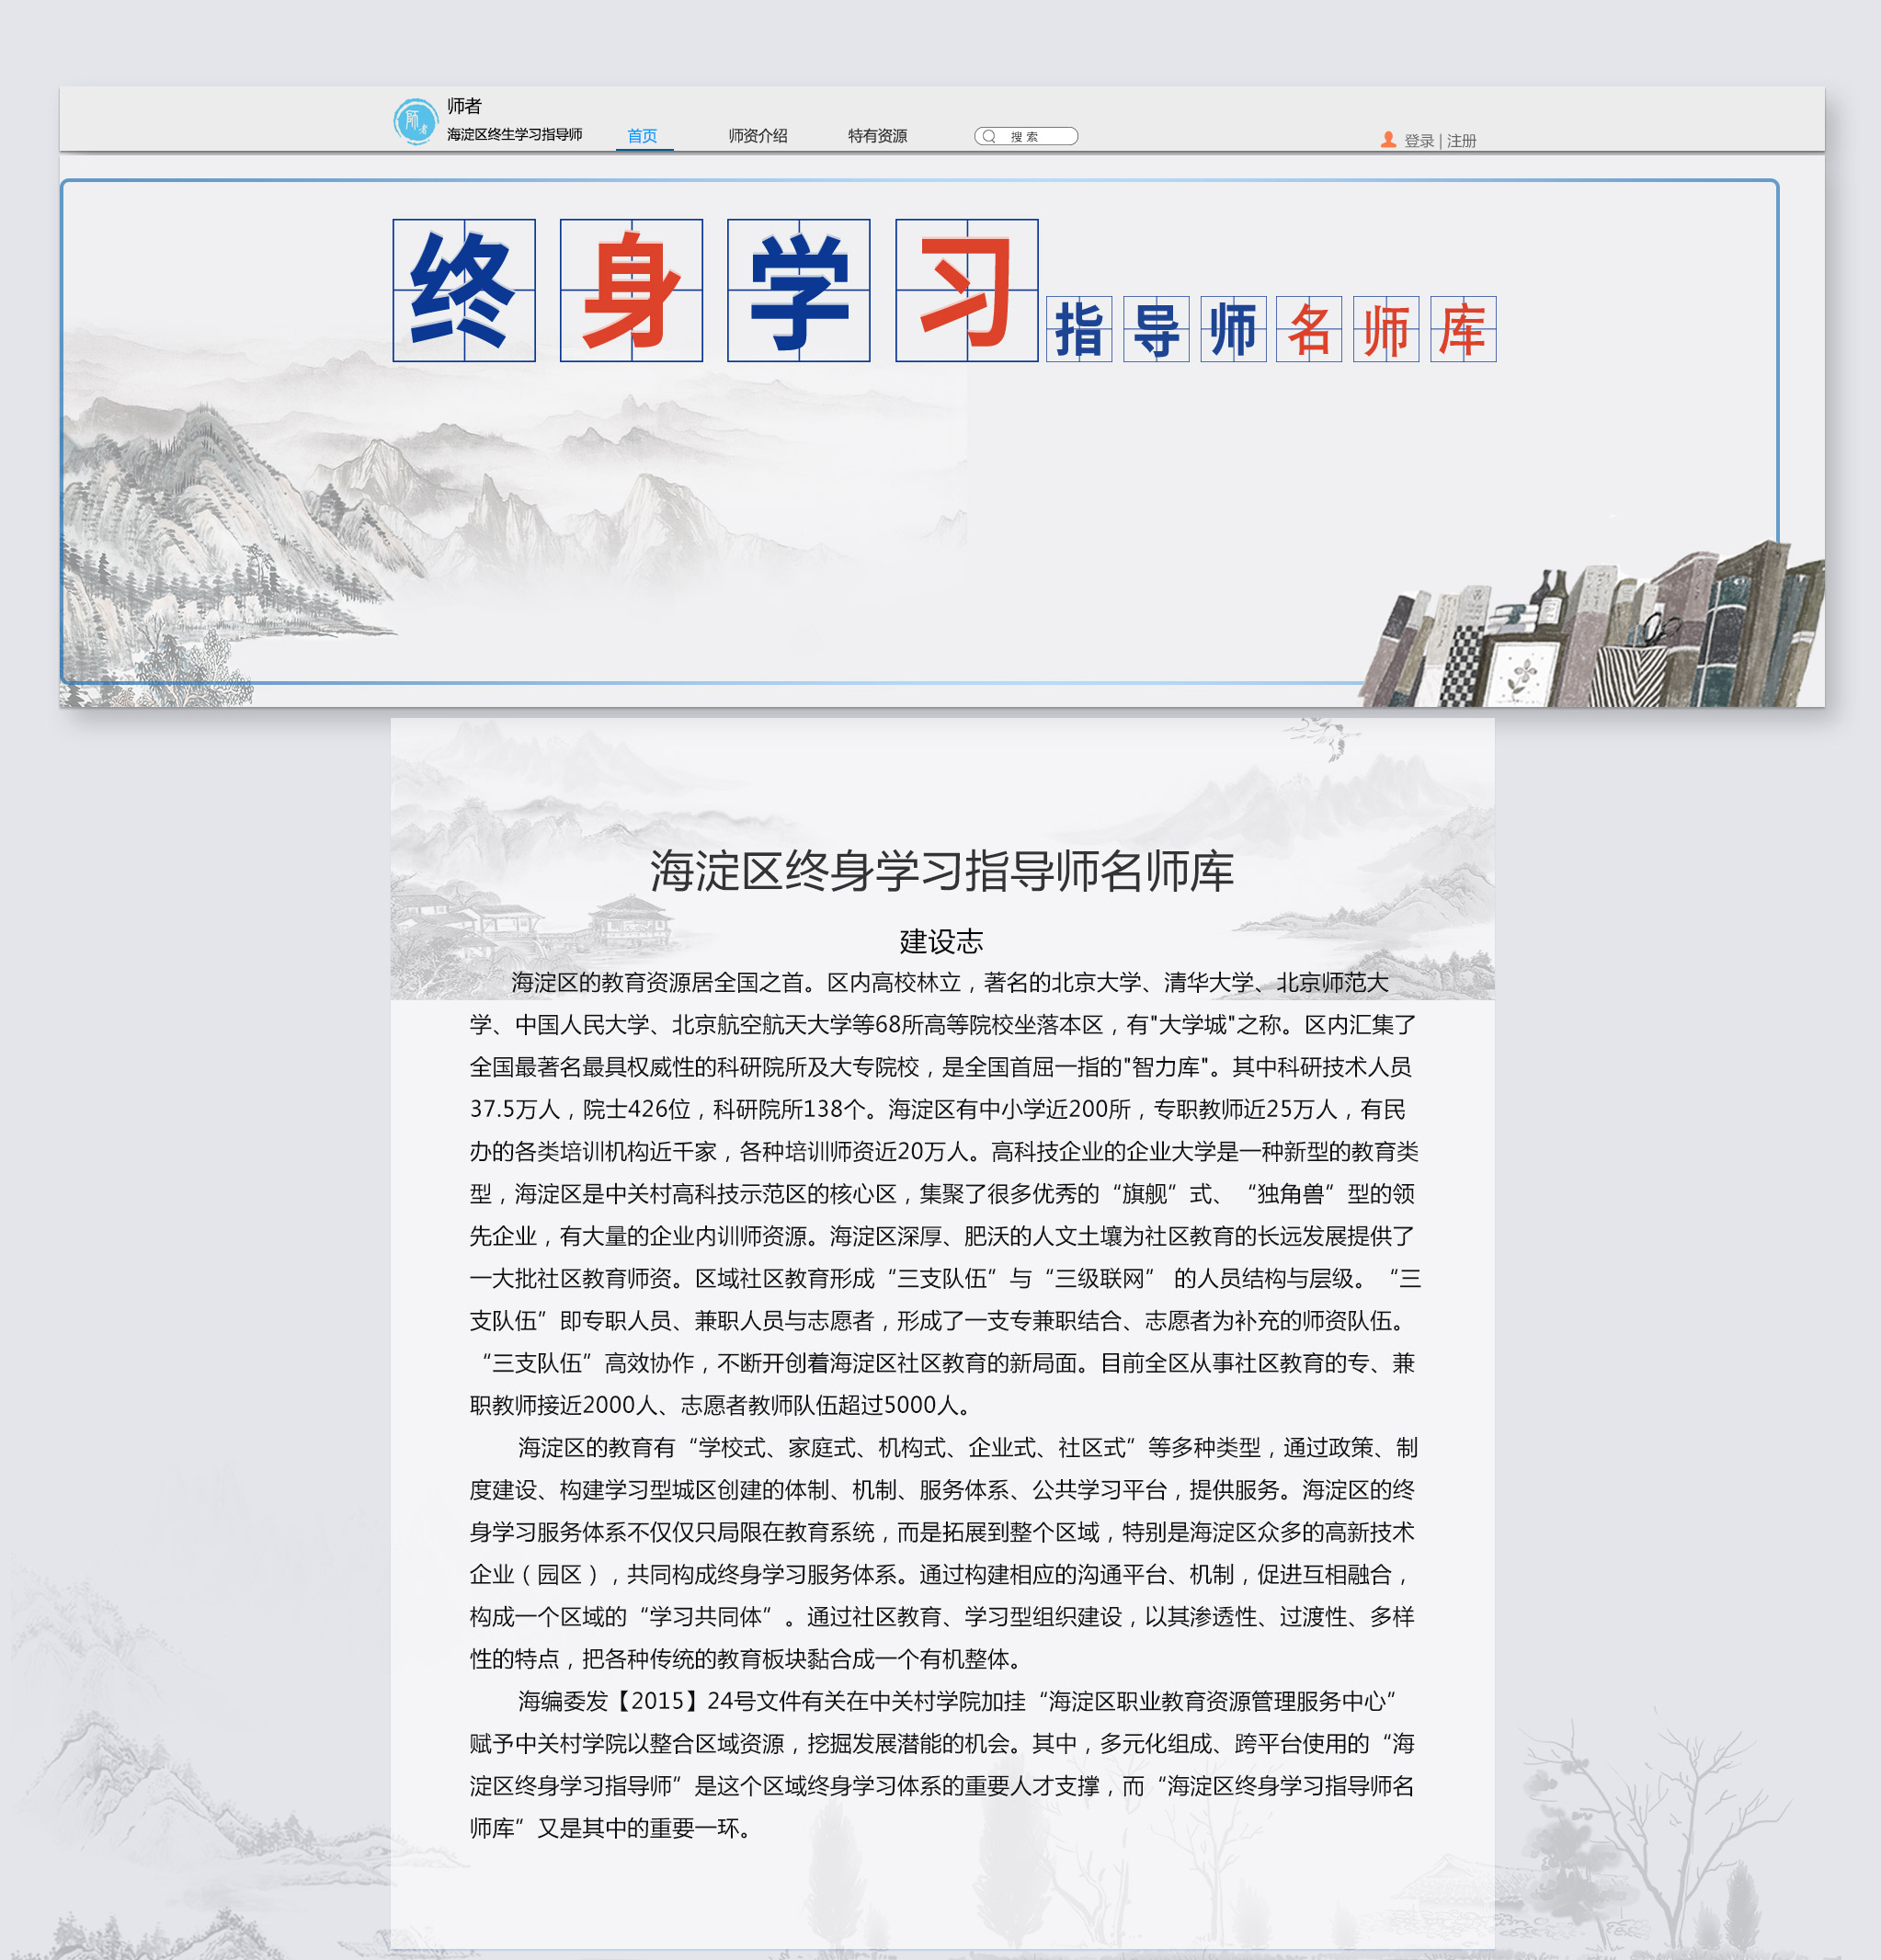 师者
海淀区终生学习指导师
首页 师资介绍 特有资源 搜索 登录 | 注册
终身学习指导师名师库
海淀区终身学习指导师名师库
建设志
海淀区的教育资源居全国之首。区内高校林立，著名的北京大学、清华大学、北京师范大
学、中国人民大学、北京航空航天大学等68所高等院校坐落本区，有"大学城"之称。区内汇集了
全国最著名最具权威性的科研院所及大专院校，是全国首屈一指的"智力库"。其中科研技术人员
37.5万人，院士426位，科研院所138个。海淀区有中小学近200所，专职教师近25万人，有民
办的各类培训机构近千家，各种培训师资近20万人。高科技企业的企业大学是一种新型的教育类
型，海淀区是中关村高科技示范区的核心区，集聚了很多优秀的“旗舰”式、“独角兽”型的领
先企业，有大量的企业内训师资源。海淀区深厚、肥沃的人文土壤为社区教育的长远发展提供了
一大批社区教育师资。区域社区教育形成“三支队伍”与“三级联网” 的人员结构与层级。“三
支队伍”即专职人员、兼职人员与志愿者，形成了一支专兼职结合、志愿者为补充的师资队伍。
“三支队伍”高效协作，不断开创着海淀区社区教育的新局面。目前全区从事社区教育的专、兼
职教师接近2000人、志愿者教师队伍超过5000人。
海淀区的教育有“学校式、家庭式、机构式、企业式、社区式”等多种类型，通过政策、制
度建设、构建学习型城区创建的体制、机制、服务体系、公共学习平台，提供服务。海淀区的终
身学习服务体系不仅仅只局限在教育系统，而是拓展到整个区域，特别是海淀区众多的高新技术
企业（园区），共同构成终身学习服务体系。通过构建相应的沟通平台、机制，促进互相融合，
构成一个区域的“学习共同体”。通过社区教育、学习型组织建设，以其渗透性、过渡性、多样
性的特点，把各种传统的教育板块黏合成一个有机整体。
海编委发【2015】24号文件有关在中关村学院加挂“海淀区职业教育资源管理服务中心”
赋予中关村学院以整合区域资源，挖掘发展潜能的机会。其中，多元化组成、跨平台使用的“海
淀区终身学习指导师”是这个区域终身学习体系的重要人才支撑，而“海淀区终身学习指导师名
师库”又是其中的重要一环。